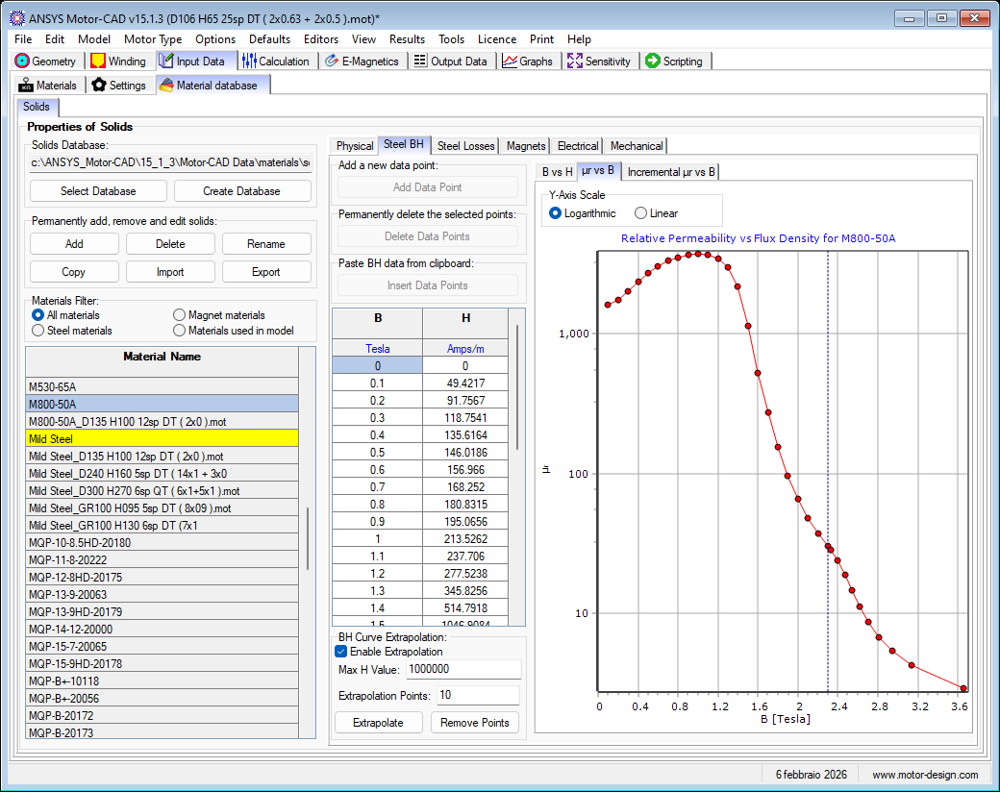 ANSYS Motor-CAD v15.1.3 (D106 H65 25sp DT ( 2x0.63 + 2x0.5 ).mot)*
File Edit Model Motor Type Options Defaults Editors View Results Tools Licence Print Help
Geometry Winding Input Data Calculation E-Magnetics Output Data Graphs Sensitivity Scripting
Materials Settings Material database
Solids
Properties of Solids
Solids Database:
c:\ANSYS_Motor-CAD\15_1_3\Motor-CAD Data\materials\s
Select Database Create Database
Permanently add, remove and edit solids:
Add Delete Rename
Copy Import Export
Materials Filter:
All materials Magnet materials
Steel materials Materials used in model
Material Name
M530-65A
M800-50A
M800-50A_D135 H100 12sp DT ( 2x0 ).mot
Mild Steel
Mild Steel_D135 H100 12sp DT ( 2x0 ).mot
Mild Steel_D240 H160 5sp DT ( 14x1 + 3x0
Mild Steel_D300 H270 6sp QT ( 6x1+5x1 ).mot
Mild Steel_GR100 H095 5sp DT ( 8x09 ).mot
Mild Steel_GR100 H130 6sp DT (7x1
MQP-10-8.5HD-20180
MQP-11-8-20222
MQP-12-8HD-20175
MQP-13-9-20063
MQP-13-9HD-20179
MQP-14-12-20000
MQP-15-7-20065
MQP-15-9HD-20178
MQP-B+-10118
MQP-B+-20056
MQP-B-20172
MQP-B-20173
Physical Steel BH Steel Losses Magnets Electrical Mechanical
Add a new data point:
Add Data Point
Permanently delete the selected points:
Delete Data Points
Paste BH data from clipboard:
Insert Data Points
B H
Tesla Amps/m
0 0
0.1 49.4217
0.2 91.7567
0.3 118.7541
0.4 135.6164
0.5 146.0186
0.6 156.966
0.7 168.252
0.8 180.8315
0.9 195.0656
1 213.5262
1.1 237.706
1.2 277.5238
1.3 345.8256
1.4 514.7918
1.5 1046.9084
BH Curve Extrapolation:
Enable Extrapolation
Max H Value: 1000000
Extrapolation Points: 10
Extrapolate Remove Points
B vs H µr vs B Incremental µr vs B
Y-Axis Scale
Logarithmic Linear
Relative Permeability vs Flux Density for M800-50A
1,000
100
10
µr
0 0.4 0.8 1.2 1.6 2 2.4 2.8 3.2 3.6
B [Tesla]
6 febbraio 2026 www.motor-design.com